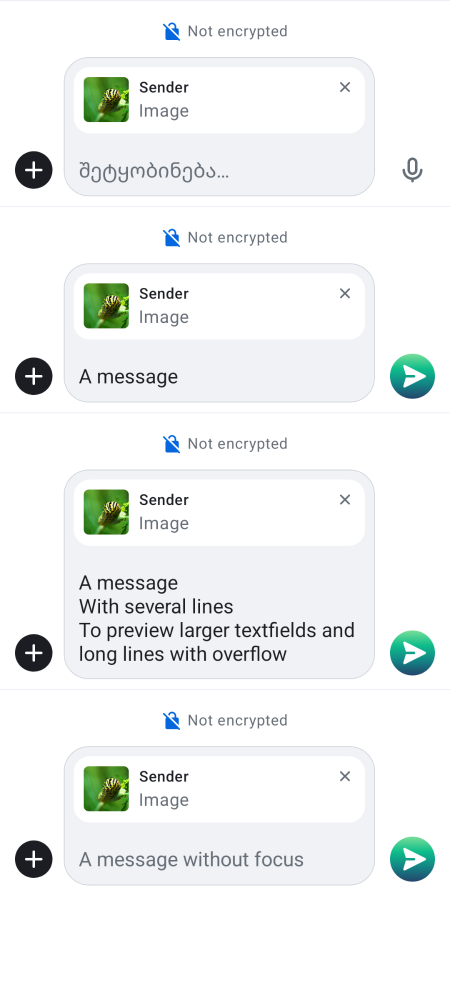 Not encrypted
Sender
Image
შეტყობინება…
Not encrypted
Sender
Image
A message
Not encrypted
Sender
Image
A message
With several lines
To preview larger textfields and
long lines with overflow
Not encrypted
Sender
Image
A message without focus